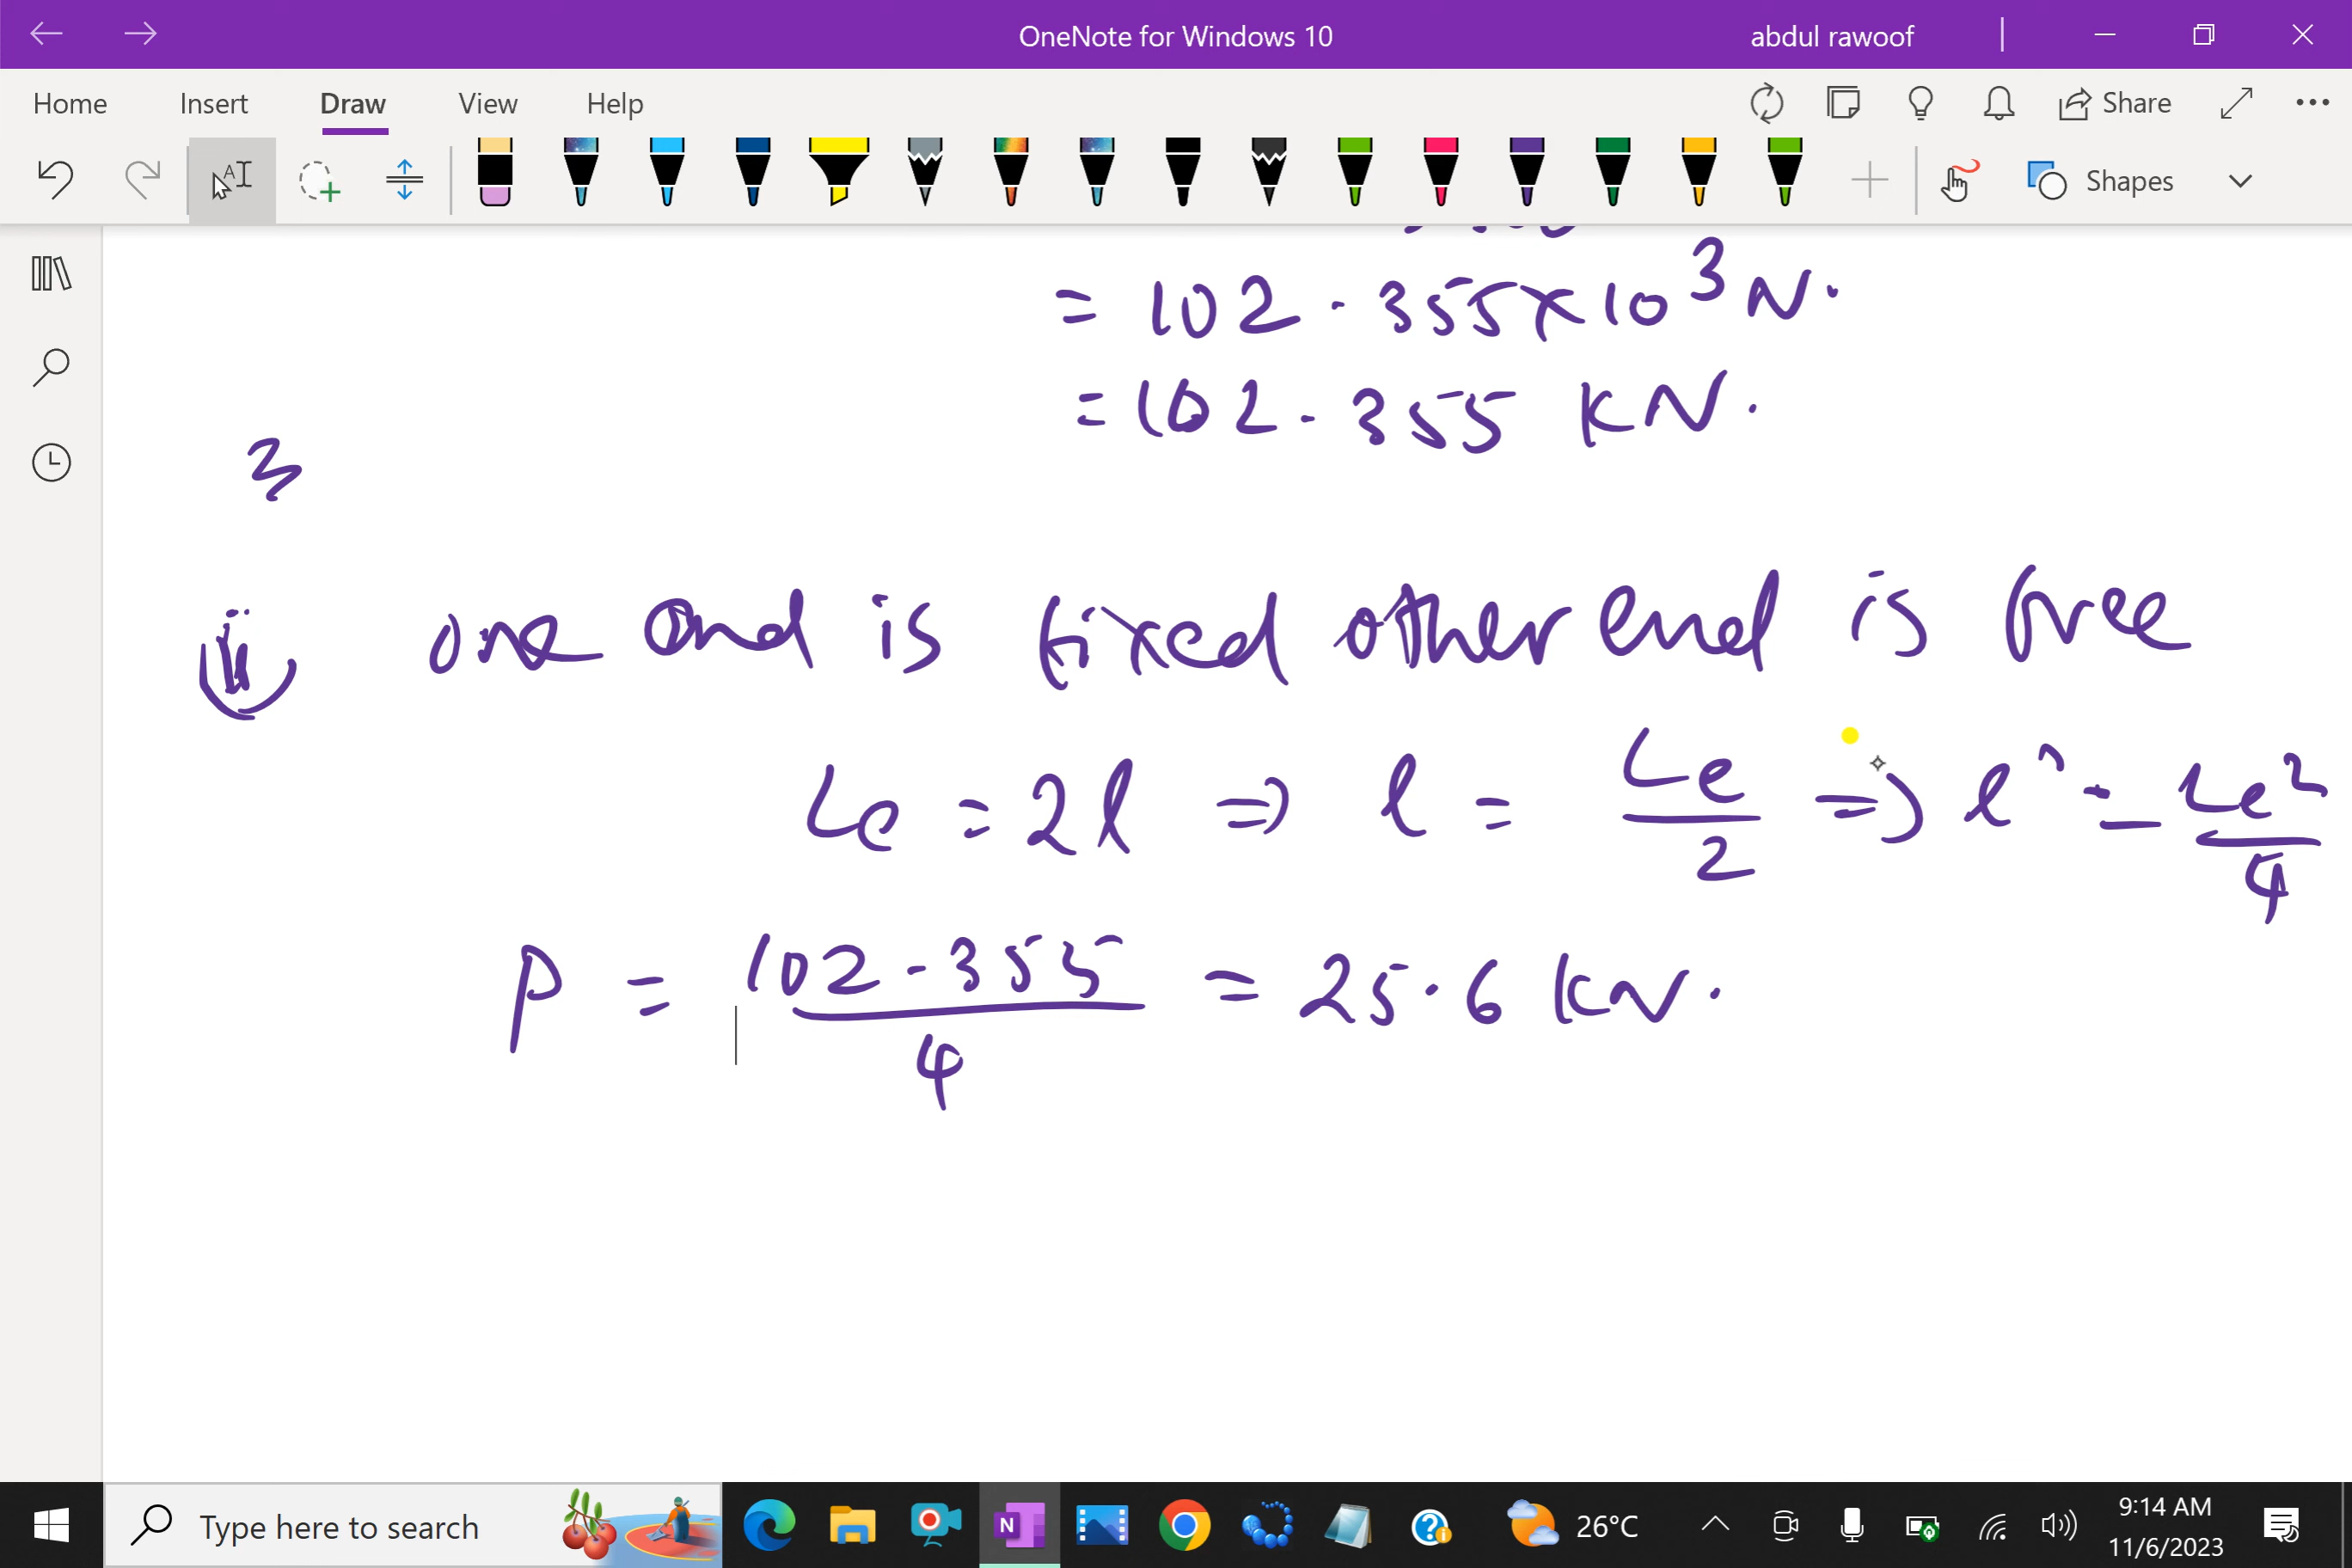 OneNote for Windows 10
abdul rawoof
Home Insert Draw View Help
Share
Shapes
= 102.355×10³ N.
= 102.355 KN.
ii) one end is fixed other end is free
Le = 2l ⇒ l = Le/2 ⇒ l² = Le²/4
P = 102.355/4 = 25.6 kN.
Type here to search
26°C
9:14 AM
11/6/2023